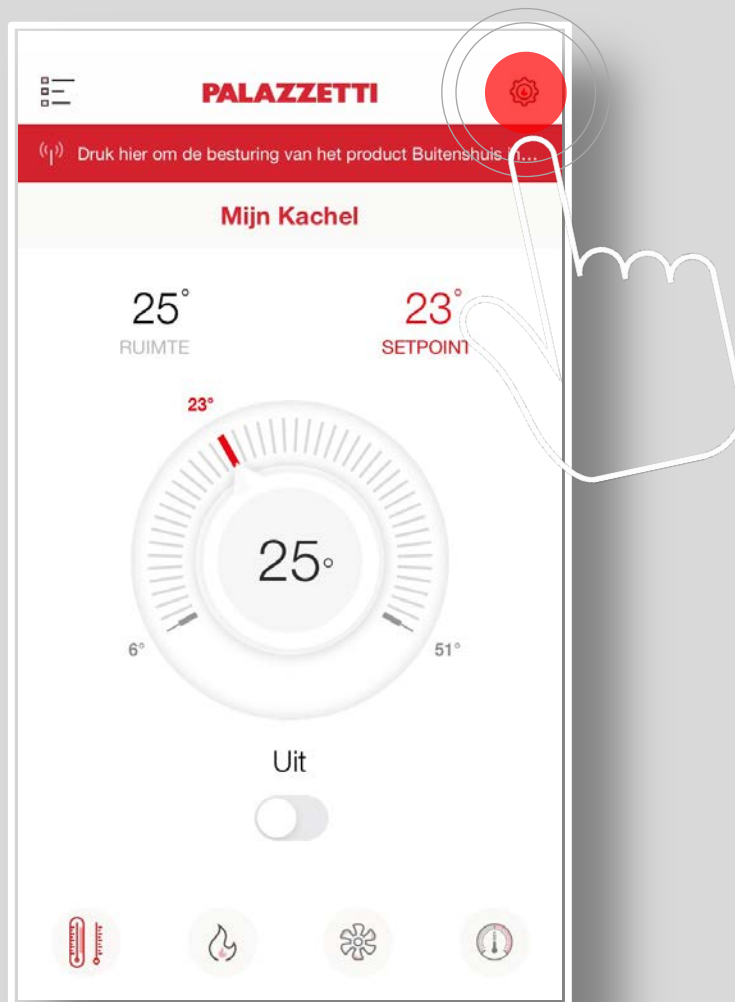 PALAZZETTI
Druk hier om de besturing van het product Buitenshuis in...
Mijn Kachel
25° 23°
RUIMTE SETPOINT
23°
25°
6° 51°
Uit